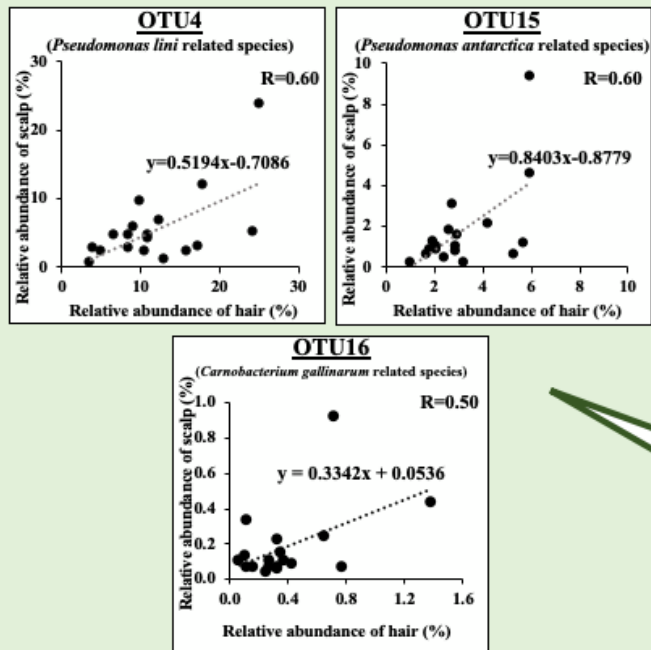 OTU4
(Pseudomonas lini related species)
R=0.60
y=0.5194x-0.7086
Relative abundance of scalp (%)
30
20
10
0
0 10 20 30
Relative abundance of hair (%)
OTU15
(Pseudomonas antarctica related species)
R=0.60
y=0.8403x-0.8779
Relative abundance of scalp (%)
10
8
6
4
2
0
0 2 4 6 8 10
Relative abundance of hair (%)
OTU16
(Carnobacterium gallinarum related species)
R=0.50
y = 0.3342x + 0.0536
Relative abundance of scalp (%)
1.0
0.8
0.6
0.4
0.2
0.0
0.0 0.4 0.8 1.2 1.6
Relative abundance of hair (%)